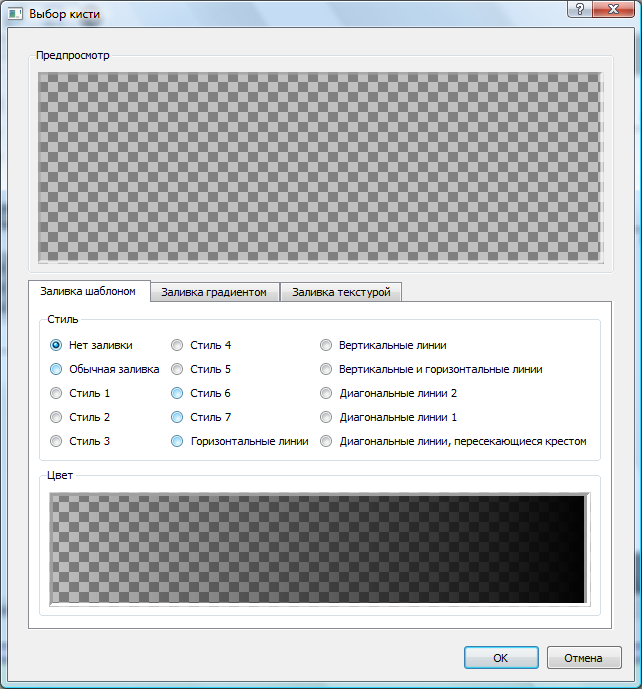 Выбор кисти
Предпросмотр
Заливка шаблоном Заливка градиентом Заливка текстурой
Стиль
Нет заливки Стиль 4 Вертикальные линии
Обычная заливка Стиль 5 Вертикальные и горизонтальные линии
Стиль 1 Стиль 6 Диагональные линии 2
Стиль 2 Стиль 7 Диагональные линии 1
Стиль 3 Горизонтальные линии Диагональные линии, пересекающиеся крестом
Цвет
OK Отмена